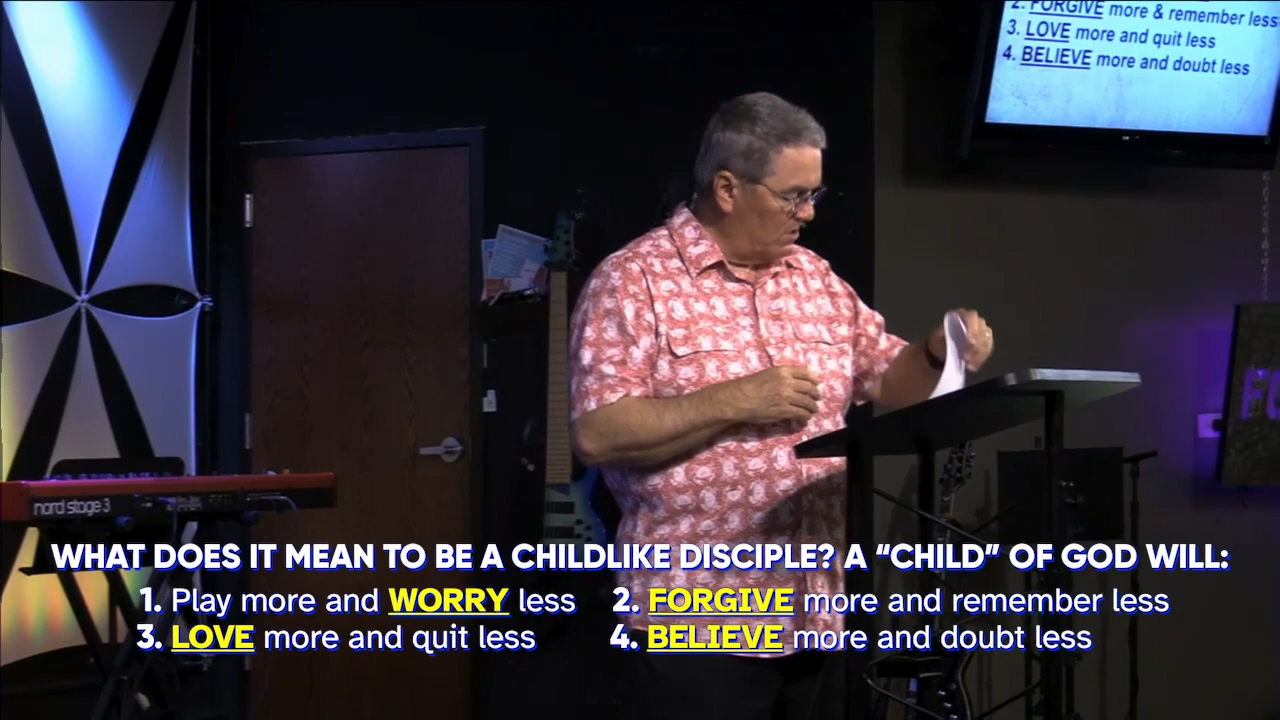 2. FORGIVE more & remember less
3. LOVE more and quit less
4. BELIEVE more and doubt less
nord stage 3
WHAT DOES IT MEAN TO BE A CHILDLIKE DISCIPLE? A “CHILD” OF GOD WILL:
1. Play more and WORRY less 2. FORGIVE more and remember less
3. LOVE more and quit less 4. BELIEVE more and doubt less